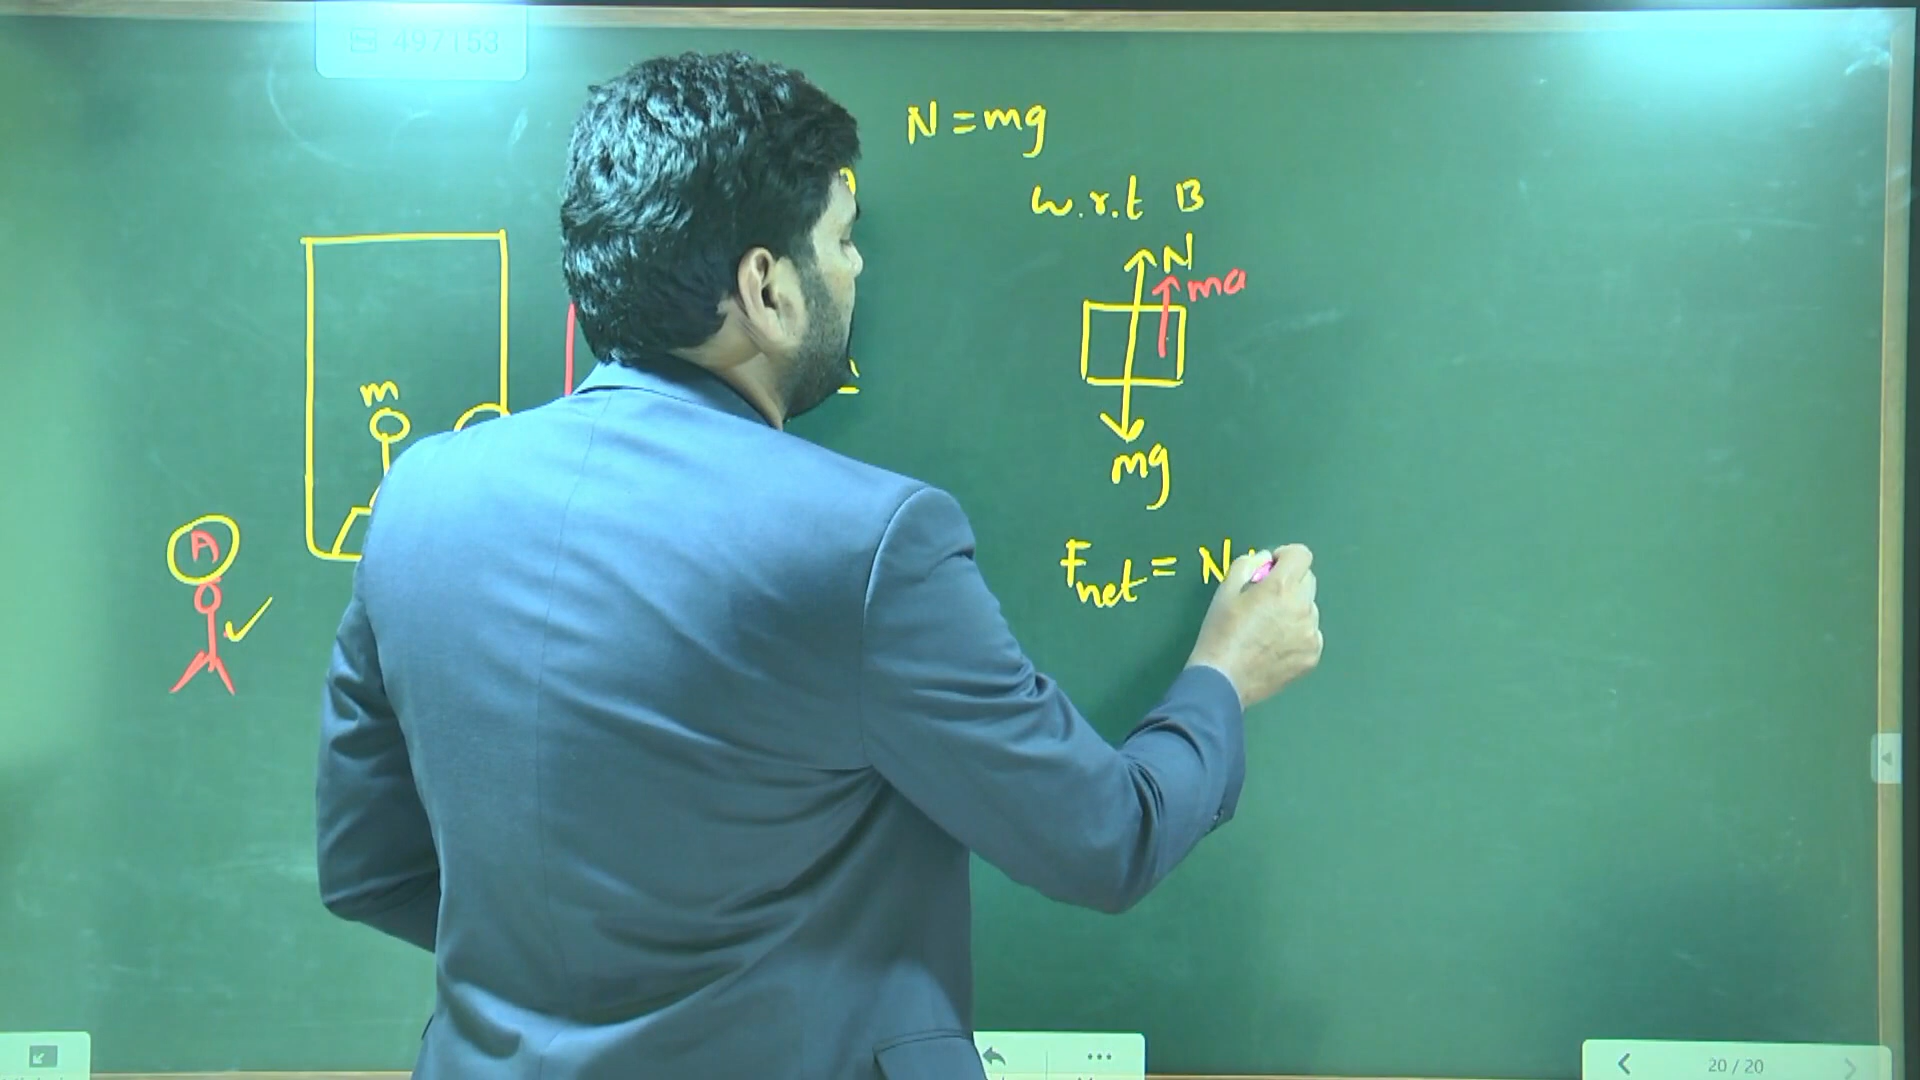 497153
N = mg
w.r.t B
N
ma
m
mg
A
Fnet = N
20 / 20